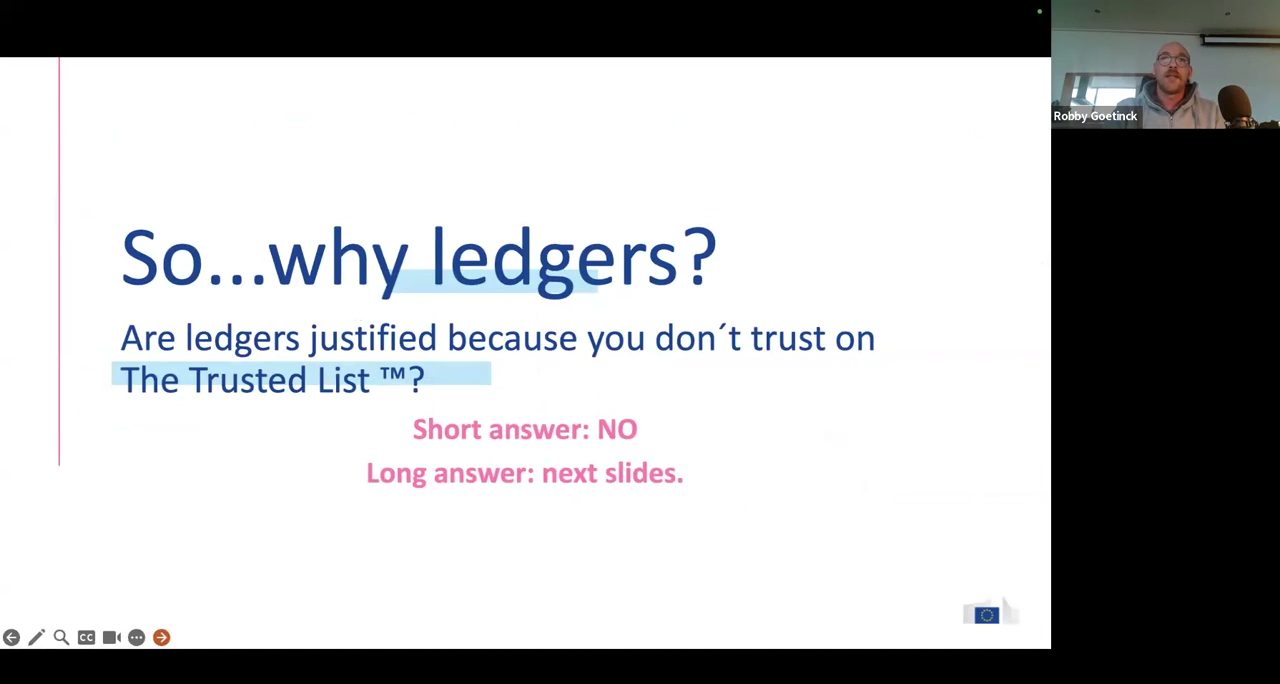 Robby Goetinck
So...why ledgers?
Are ledgers justified because you don´t trust on
The Trusted List ™?
Short answer: NO
Long answer: next slides.
CC